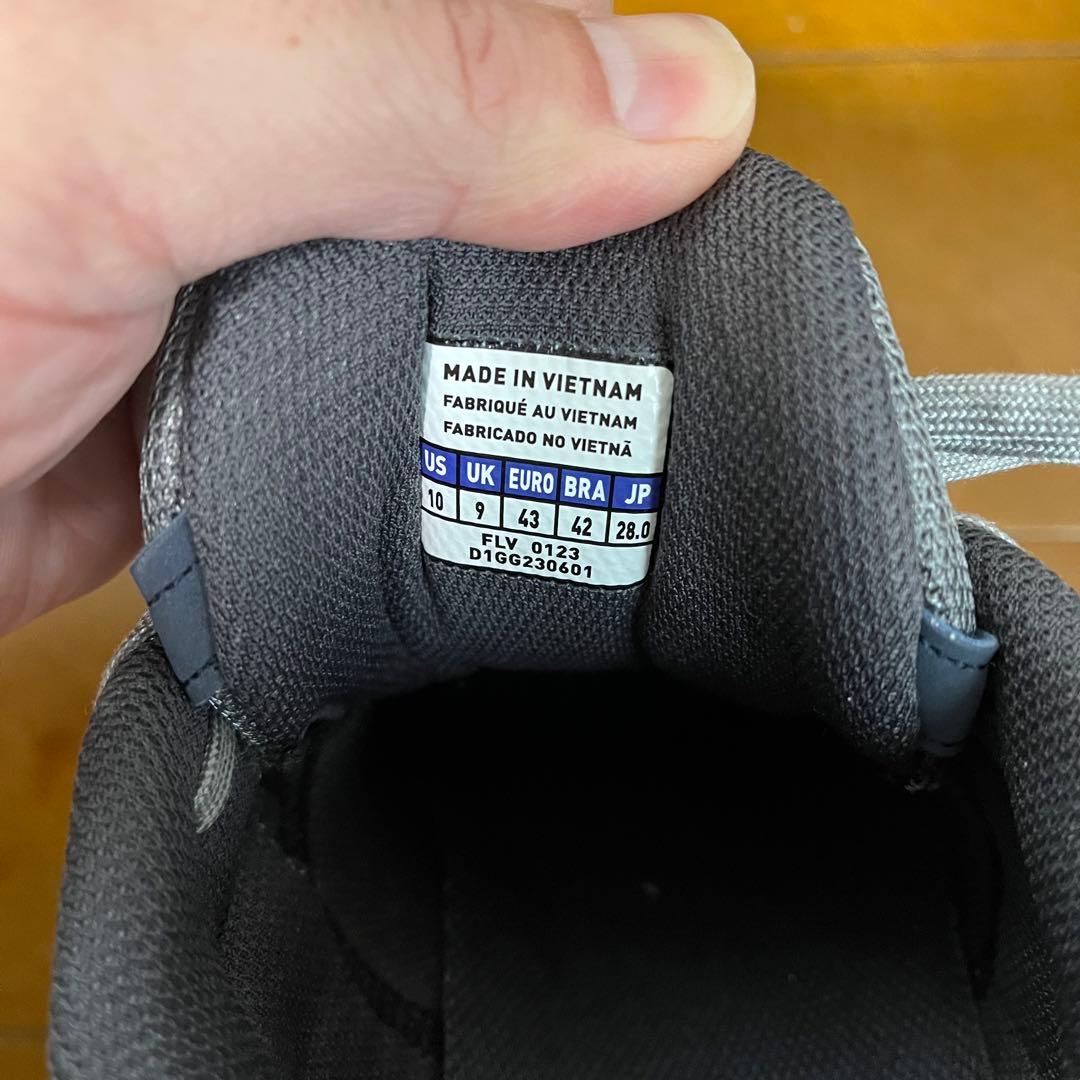 MADE IN VIETNAM
FABRIQUÉ AU VIETNAM
FABRICADO NO VIETNÃ
US UK EURO BRA JP
10 9 43 42 28.0
FLV 0123
D1GG230601